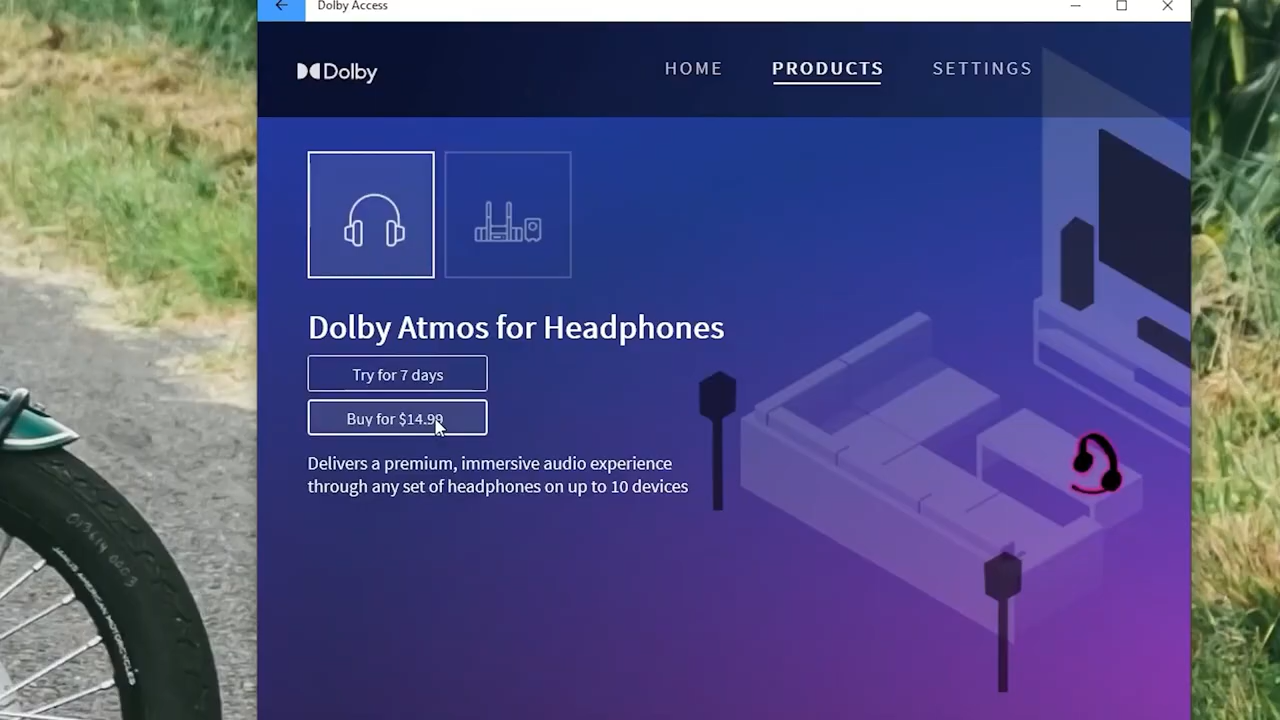 Dolby Access
Dolby
HOME PRODUCTS SETTINGS
Dolby Atmos for Headphones
Try for 7 days
Buy for $14.99
Delivers a premium, immersive audio experience
through any set of headphones on up to 10 devices